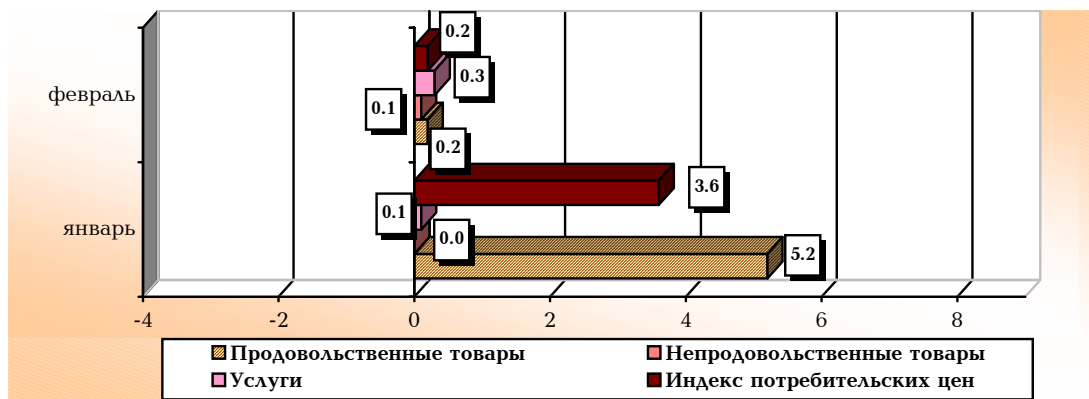 0.2
0.3
февраль
0.1
0.2
3.6
0.1
январь
0.0
5.2
-4 -2 0 2 4 6 8
Продовольственные товары Непродовольственные товары
Услуги Индекс потребительских цен